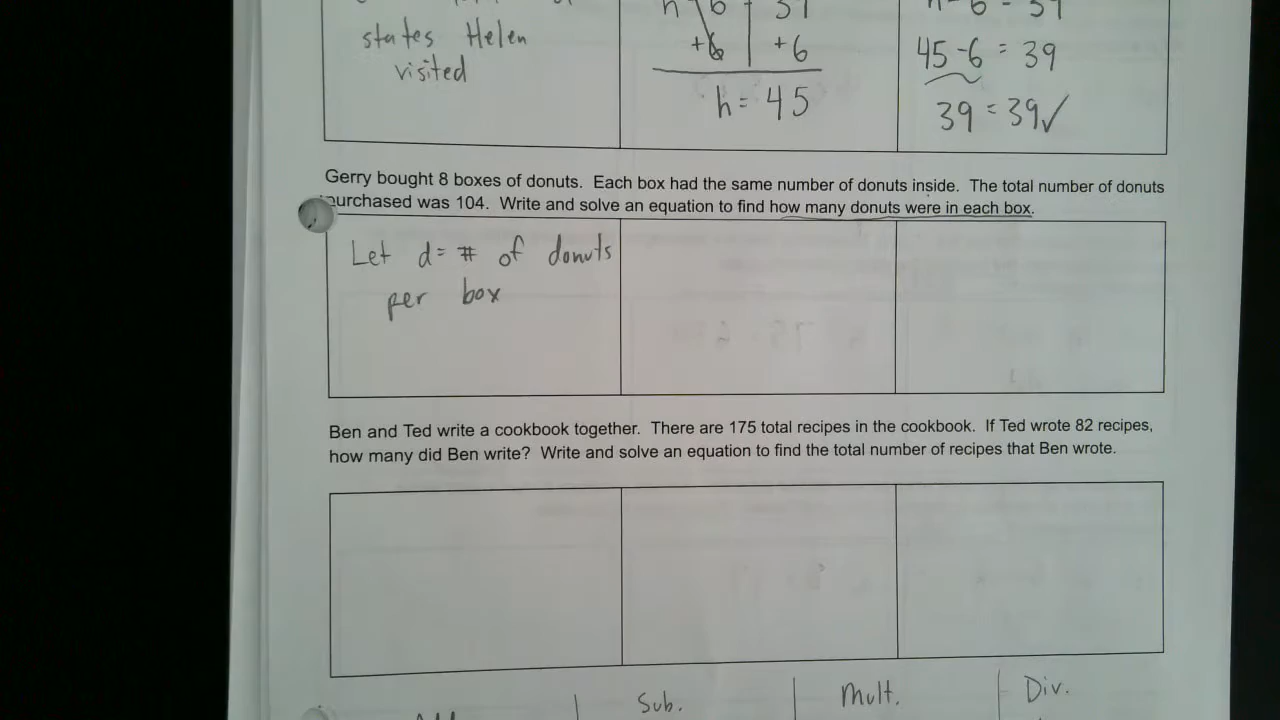 states Helen
visited
h - 6 = 39
+6 +6
h = 45
h - 6 = 39
45 - 6 = 39
39 = 39 ✓
Gerry bought 8 boxes of donuts. Each box had the same number of donuts inside. The total number of donuts
purchased was 104. Write and solve an equation to find how many donuts were in each box.
Let d = # of donuts
per box
Ben and Ted write a cookbook together. There are 175 total recipes in the cookbook. If Ted wrote 82 recipes,
how many did Ben write? Write and solve an equation to find the total number of recipes that Ben wrote.
Sub. Mult. Div.